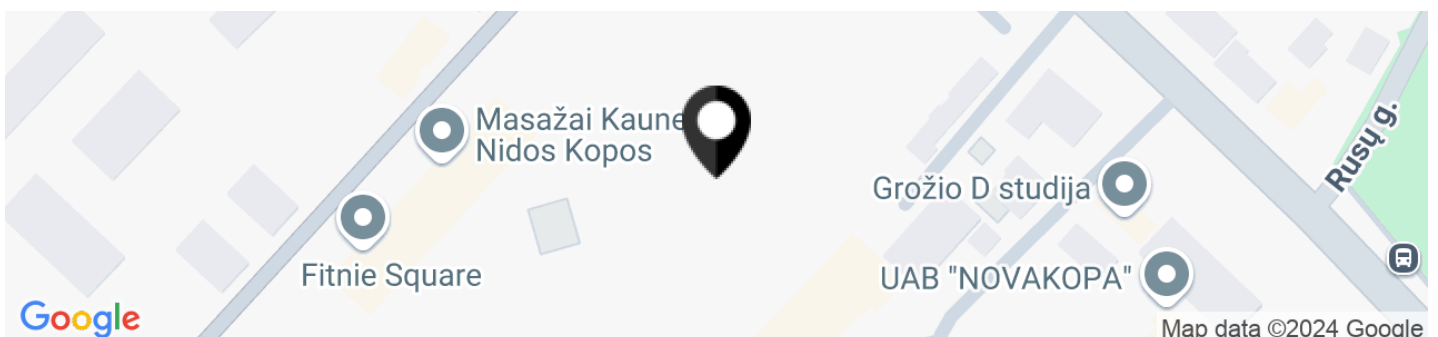 Masažai Kaune
Nidos Kopos
Rusų g.
Grožio D studija
Fitnie Square
UAB "NOVAKOPA"
Google
Map data ©2024 Google